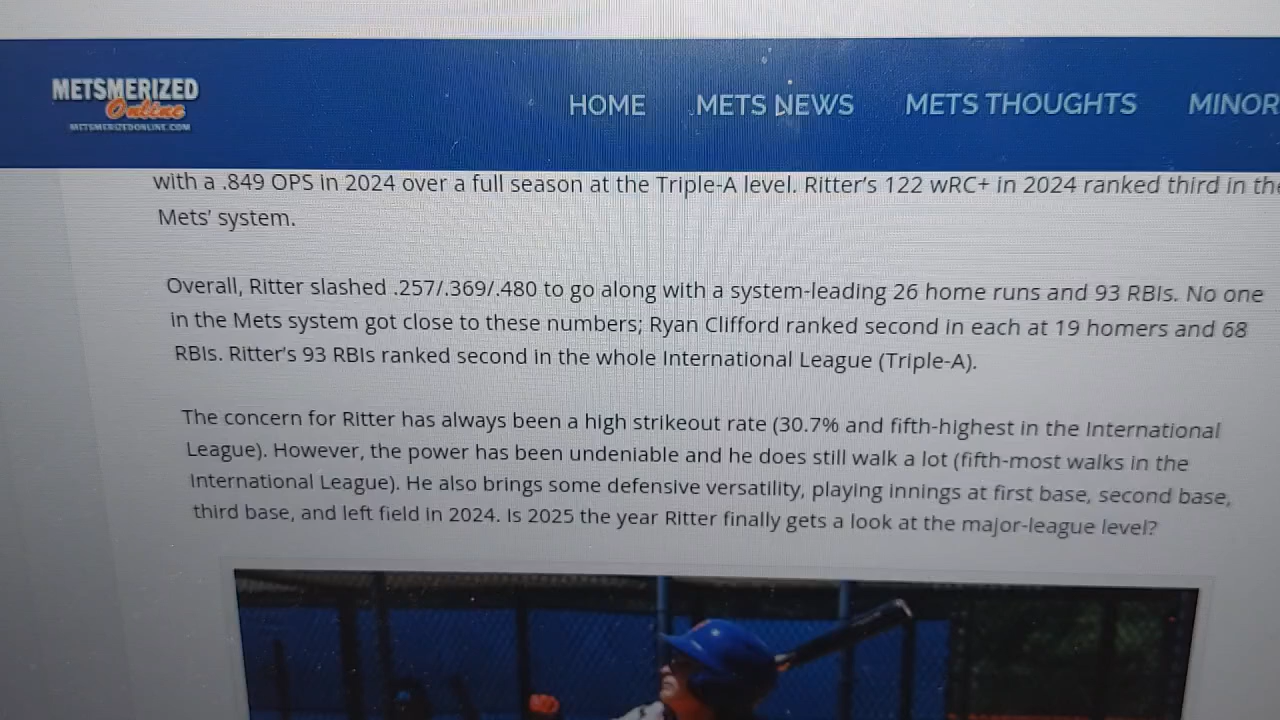 METSMERIZED
Online
METSMERIZEDONLINE.COM
HOME METS NEWS METS THOUGHTS MINOR
with a .849 OPS in 2024 over a full season at the Triple-A level. Ritter's 122 wRC+ in 2024 ranked third in the
Mets' system.
Overall, Ritter slashed .257/.369/.480 to go along with a system-leading 26 home runs and 93 RBIs. No one
in the Mets system got close to these numbers; Ryan Clifford ranked second in each at 19 homers and 68
RBIs. Ritter's 93 RBIs ranked second in the whole International League (Triple-A).
The concern for Ritter has always been a high strikeout rate (30.7% and fifth-highest in the International
League). However, the power has been undeniable and he does still walk a lot (fifth-most walks in the
International League). He also brings some defensive versatility, playing innings at first base, second base,
third base, and left field in 2024. Is 2025 the year Ritter finally gets a look at the major-league level?